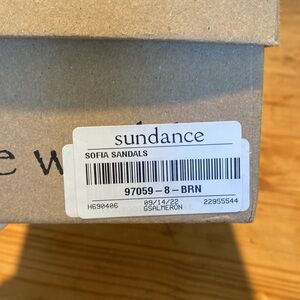 sundance
SOFIA SANDALS
97059-8-BRN
H690406 09/14/22 22955544
GSALMERON
e w